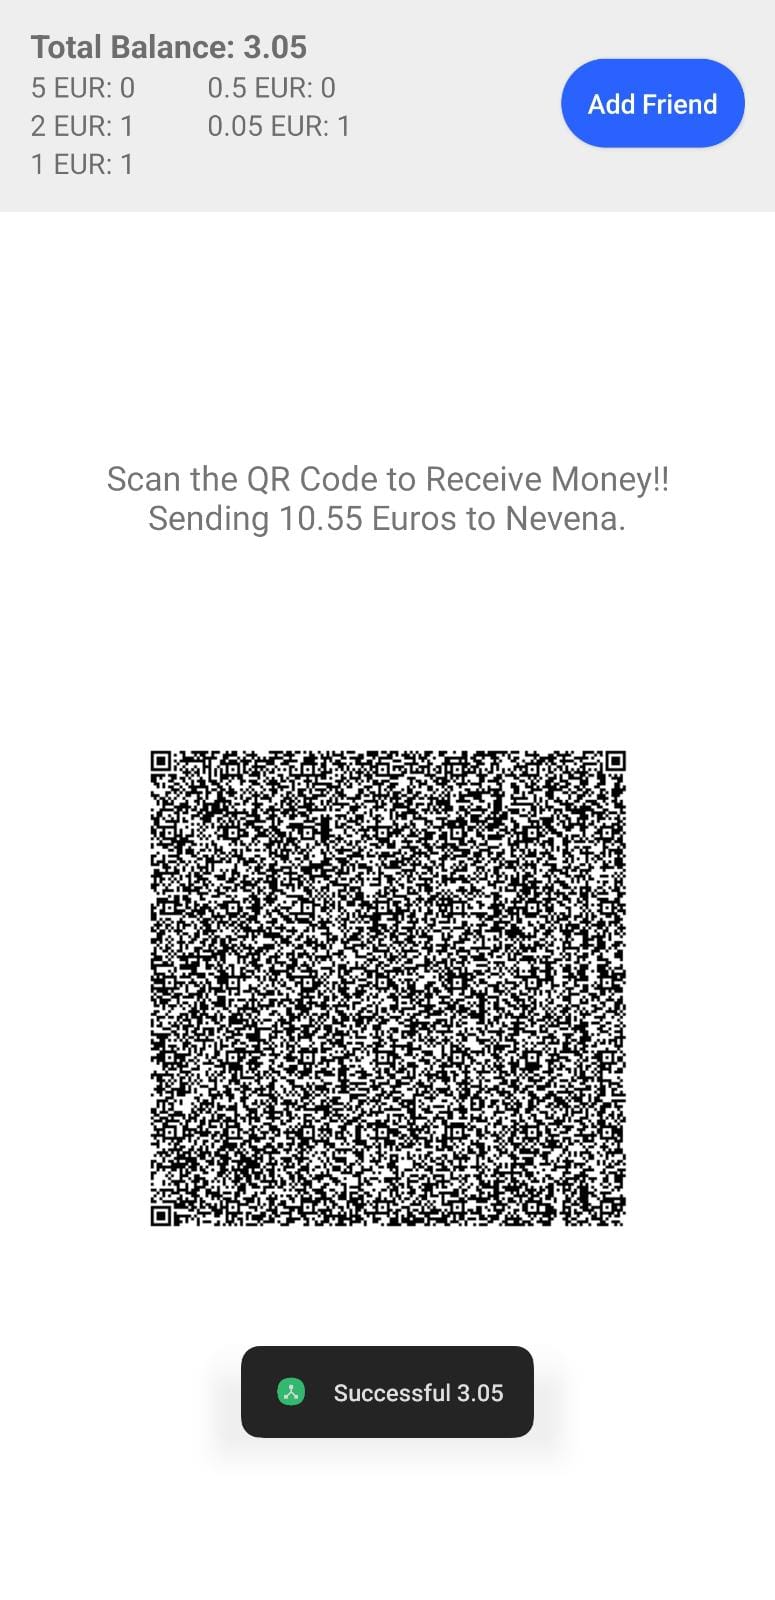 Total Balance: 3.05
5 EUR: 0
2 EUR: 1
1 EUR: 1
0.5 EUR: 0
0.05 EUR: 1
Add Friend
Scan the QR Code to Receive Money!!
Sending 10.55 Euros to Nevena.
Successful 3.05